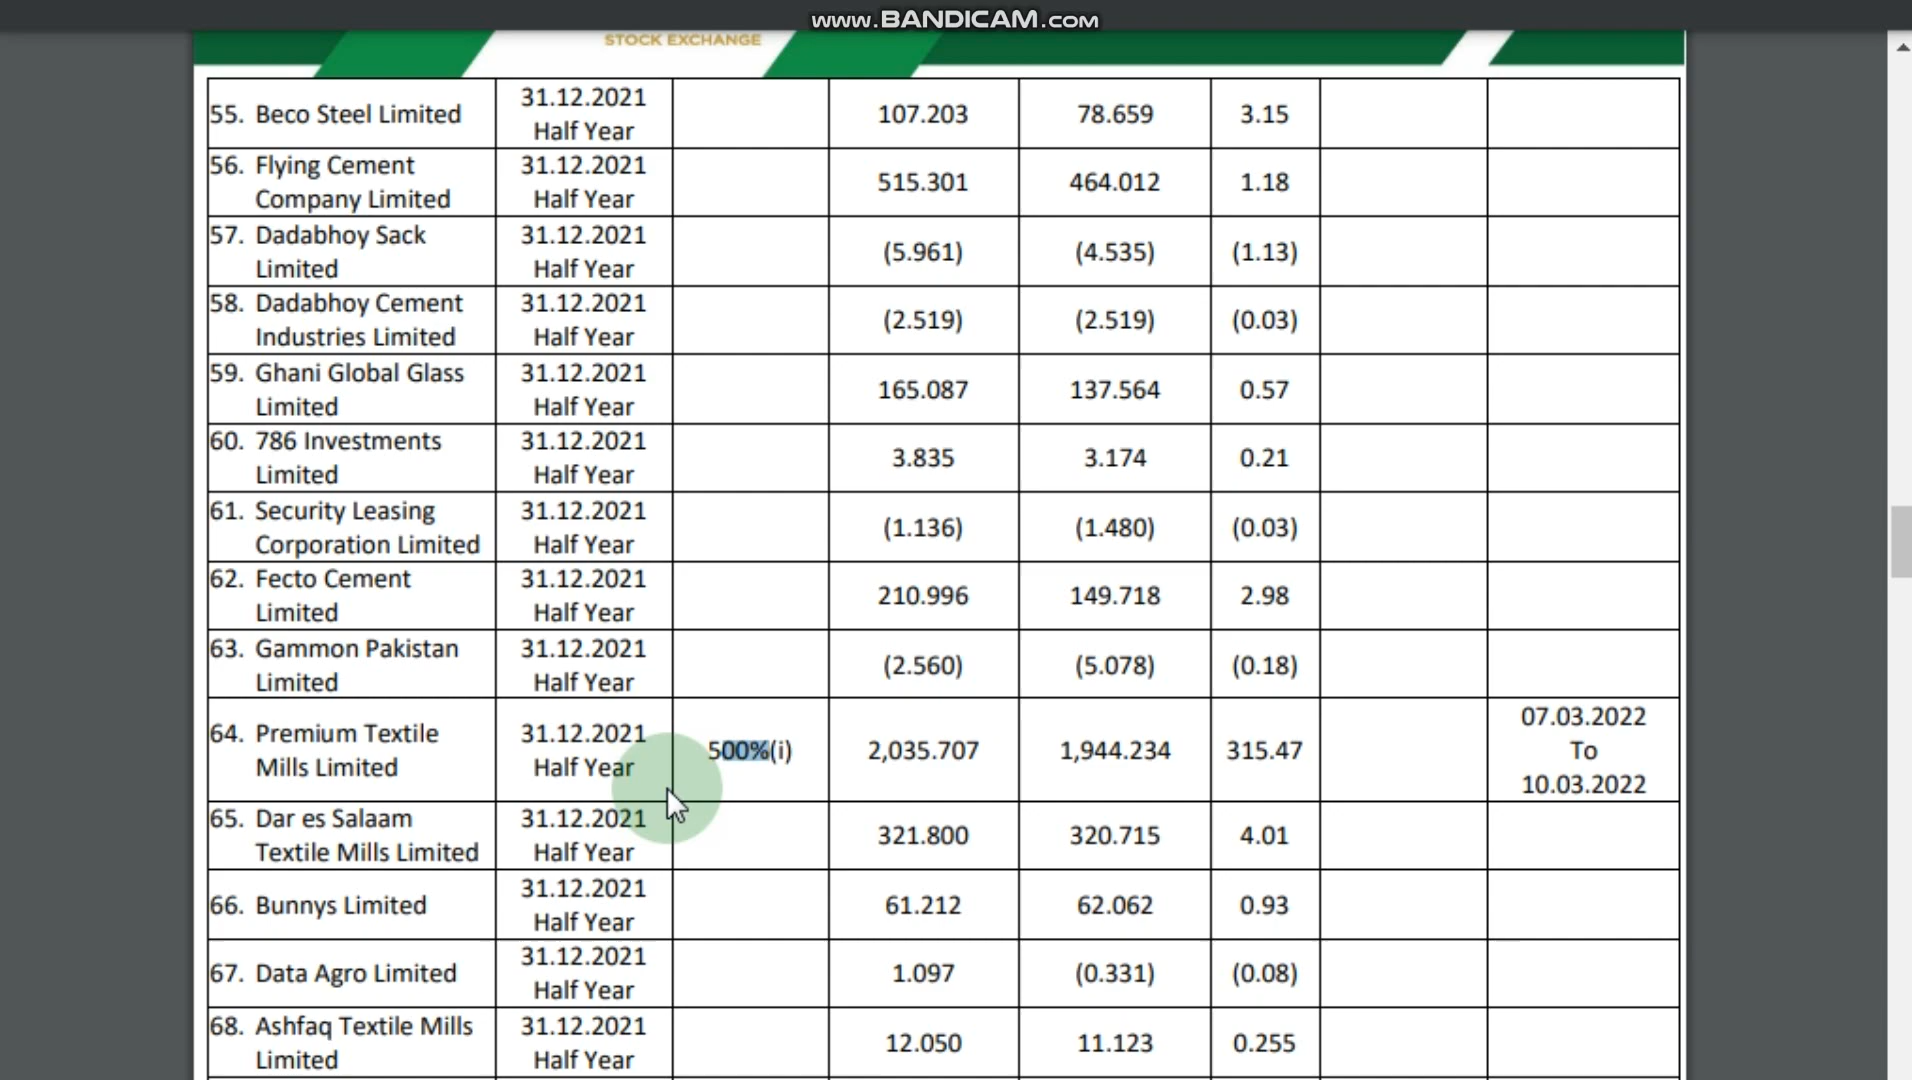 www.BANDICAM.com
STOCK EXCHANGE
55. Beco Steel Limited 31.12.2021 Half Year 107.203 78.659 3.15
56. Flying Cement Company Limited 31.12.2021 Half Year 515.301 464.012 1.18
57. Dadabhoy Sack Limited 31.12.2021 Half Year (5.961) (4.535) (1.13)
58. Dadabhoy Cement Industries Limited 31.12.2021 Half Year (2.519) (2.519) (0.03)
59. Ghani Global Glass Limited 31.12.2021 Half Year 165.087 137.564 0.57
60. 786 Investments Limited 31.12.2021 Half Year 3.835 3.174 0.21
61. Security Leasing Corporation Limited 31.12.2021 Half Year (1.136) (1.480) (0.03)
62. Fecto Cement Limited 31.12.2021 Half Year 210.996 149.718 2.98
63. Gammon Pakistan Limited 31.12.2021 Half Year (2.560) (5.078) (0.18)
64. Premium Textile Mills Limited 31.12.2021 Half Year 500%(i) 2,035.707 1,944.234 315.47 07.03.2022 To 10.03.2022
65. Dar es Salaam Textile Mills Limited 31.12.2021 Half Year 321.800 320.715 4.01
66. Bunnys Limited 31.12.2021 Half Year 61.212 62.062 0.93
67. Data Agro Limited 31.12.2021 Half Year 1.097 (0.331) (0.08)
68. Ashfaq Textile Mills Limited 31.12.2021 Half Year 12.050 11.123 0.255